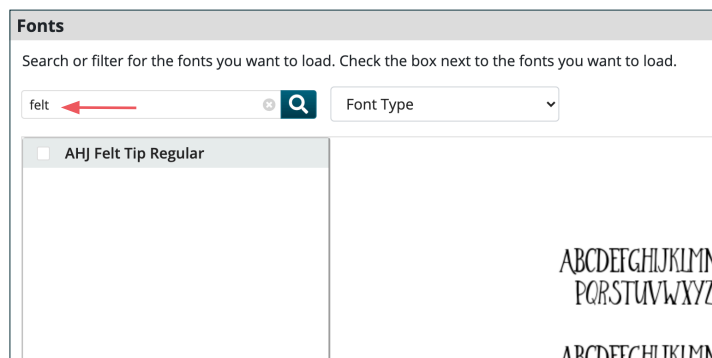 Fonts
Search or filter for the fonts you want to load. Check the box next to the fonts you want to load.
felt
Font Type
AHJ Felt Tip Regular
ABCDEFGHIJKLMN
PQRSTUVWXYZ
ABCDEFGHIJKLMN